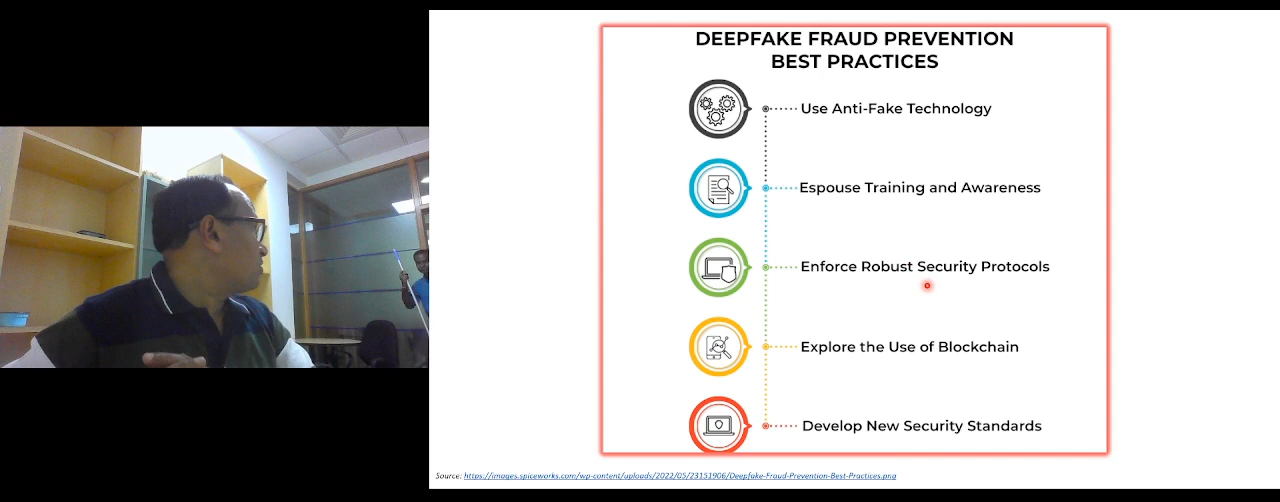 DEEPFAKE FRAUD PREVENTION
BEST PRACTICES
Use Anti-Fake Technology
Espouse Training and Awareness
Enforce Robust Security Protocols
Explore the Use of Blockchain
Develop New Security Standards
Source: https://images.spiceworks.com/wp-content/uploads/2022/05/23151906/Deepfake-Fraud-Prevention-Best-Practices.png